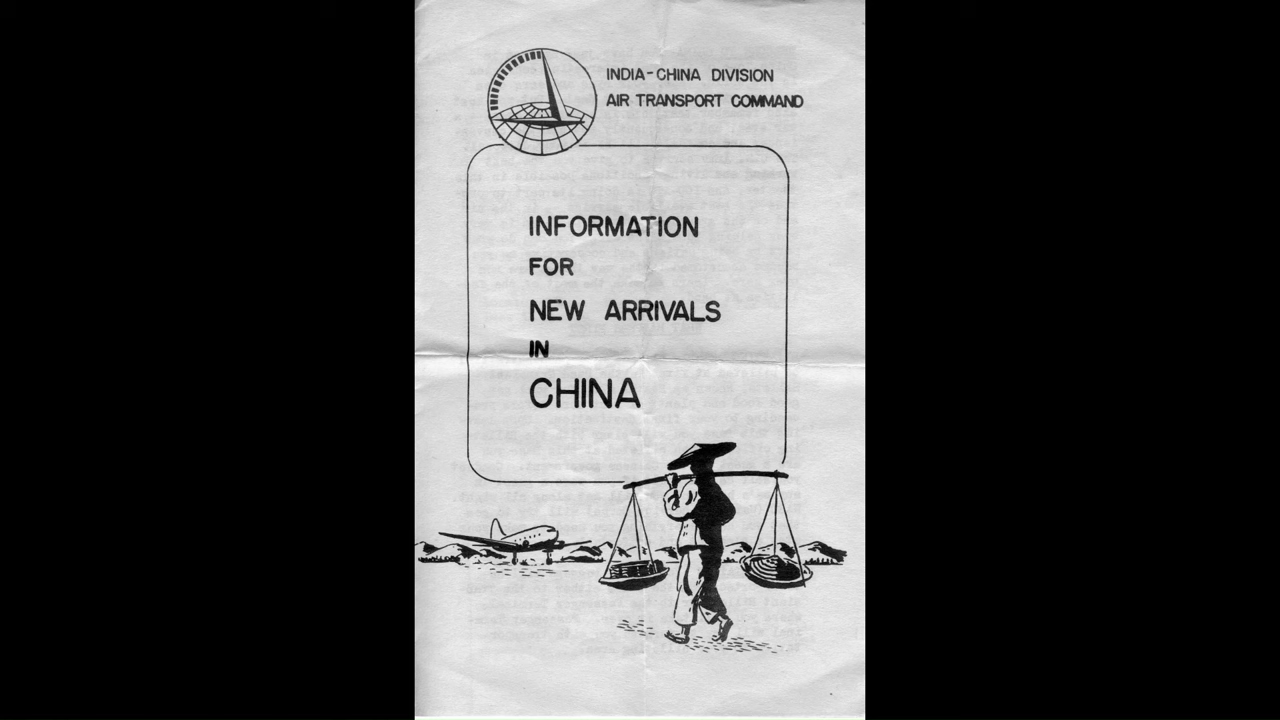 INDIA-CHINA DIVISION
AIR TRANSPORT COMMAND
INFORMATION
FOR
NEW ARRIVALS
IN
CHINA